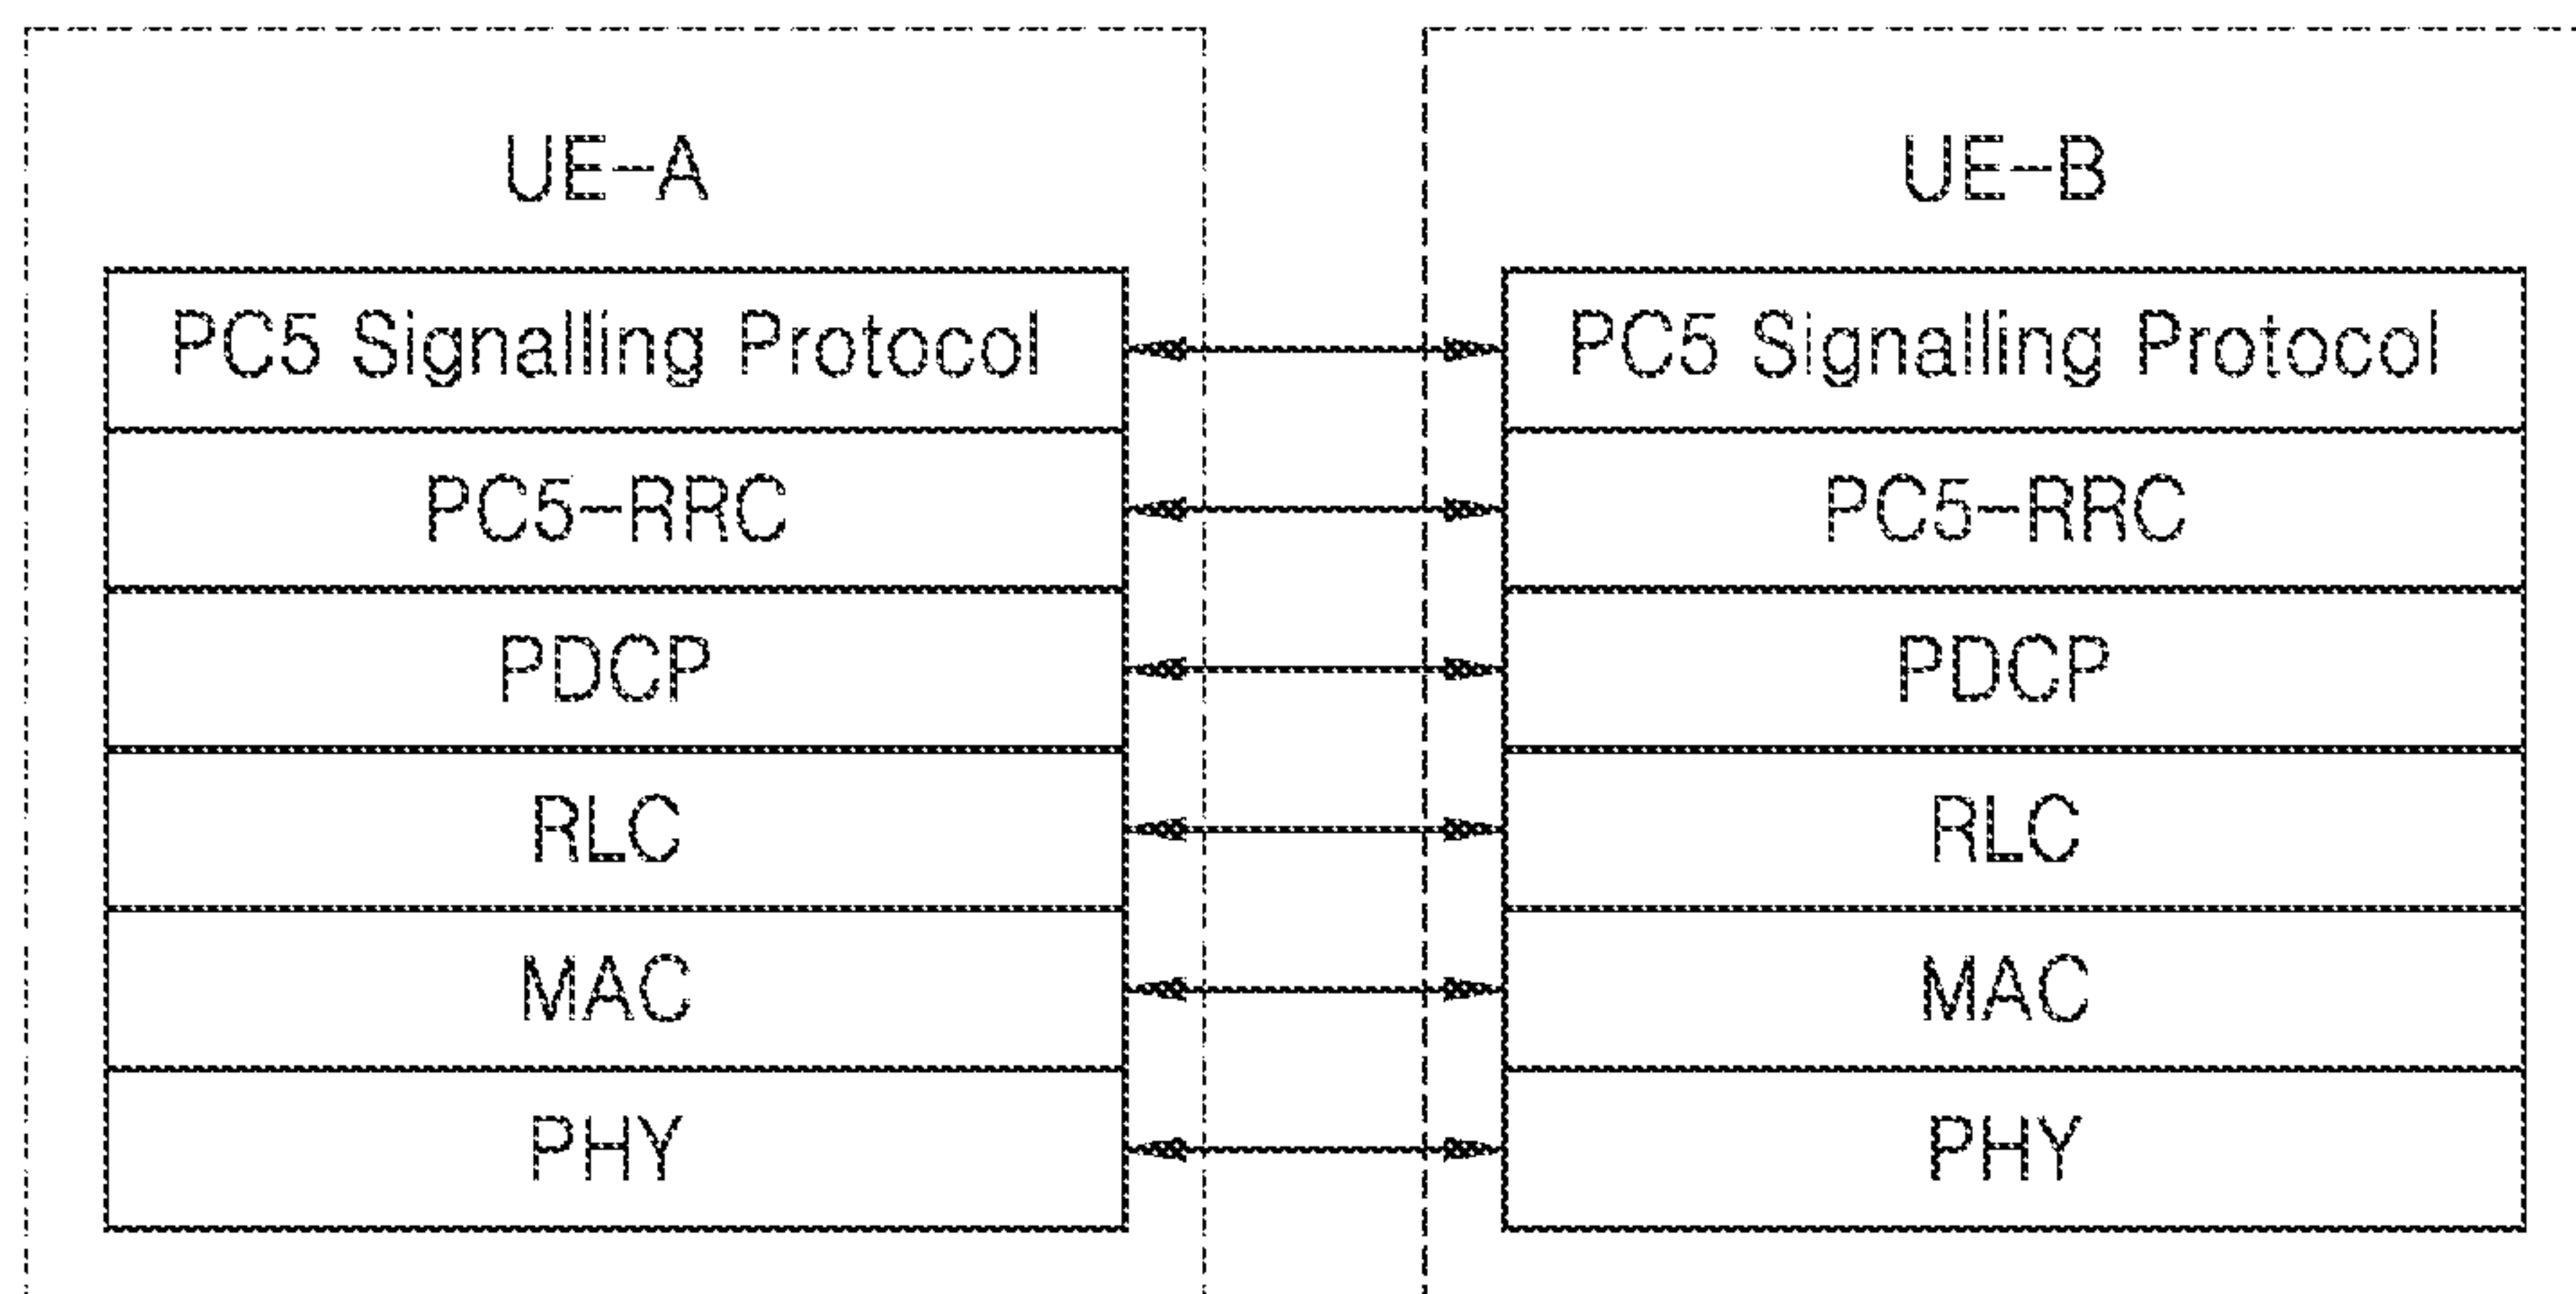 UE-A
PC5 Signalling Protocol
PC5-RRC
PDCP
RLC
MAC
PHY
UE-B
PC5 Signalling Protocol
PC5-RRC
PDCP
RLC
MAC
PHY